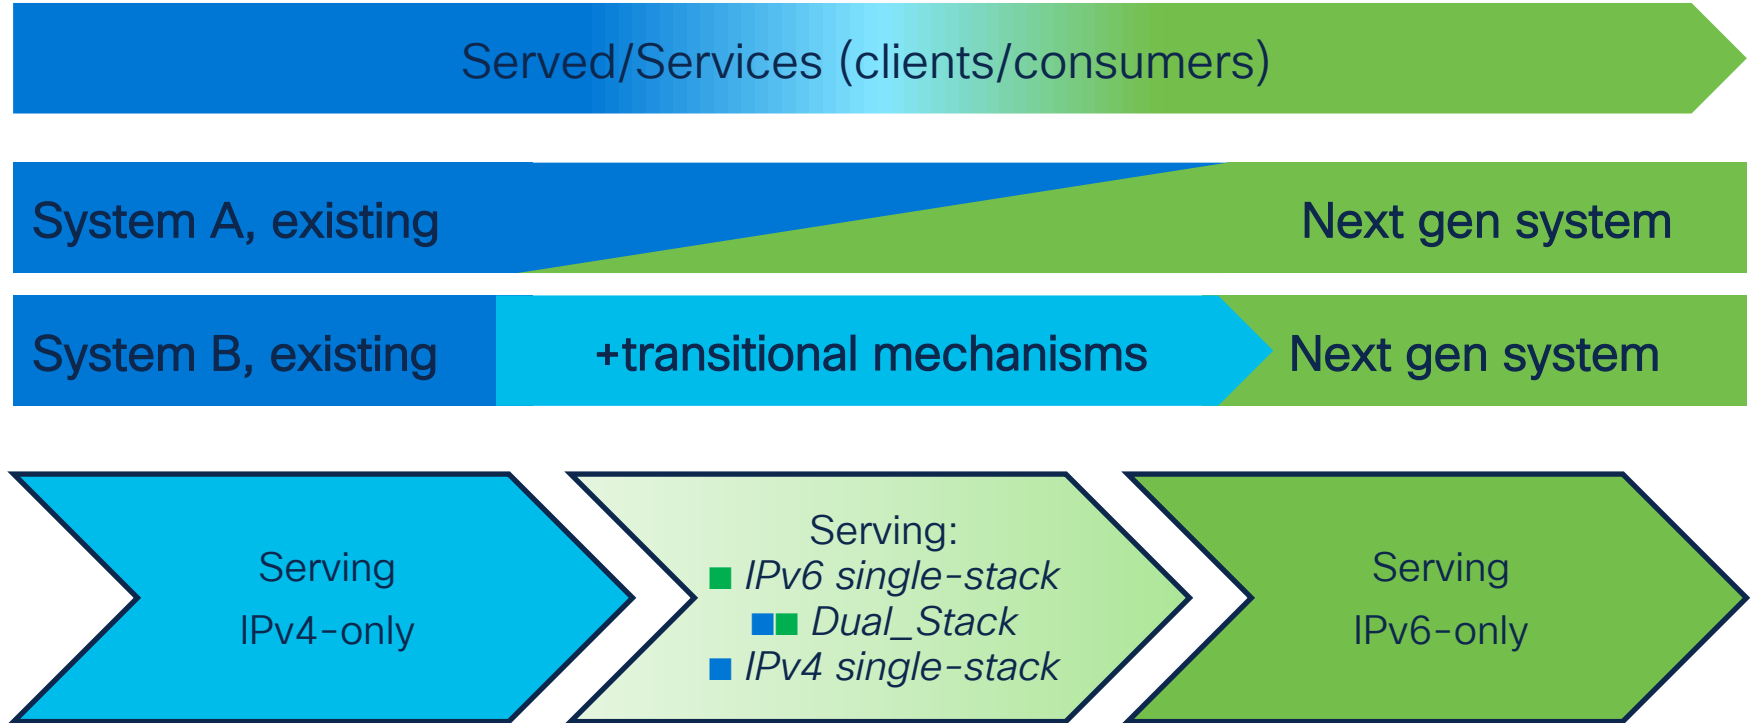 Served/Services (clients/consumers)
System A, existing
Next gen system
System B, existing
+transitional mechanisms
Next gen system
Serving
IPv4-only
Serving:
IPv6 single-stack
Dual_Stack
IPv4 single-stack
Serving
IPv6-only